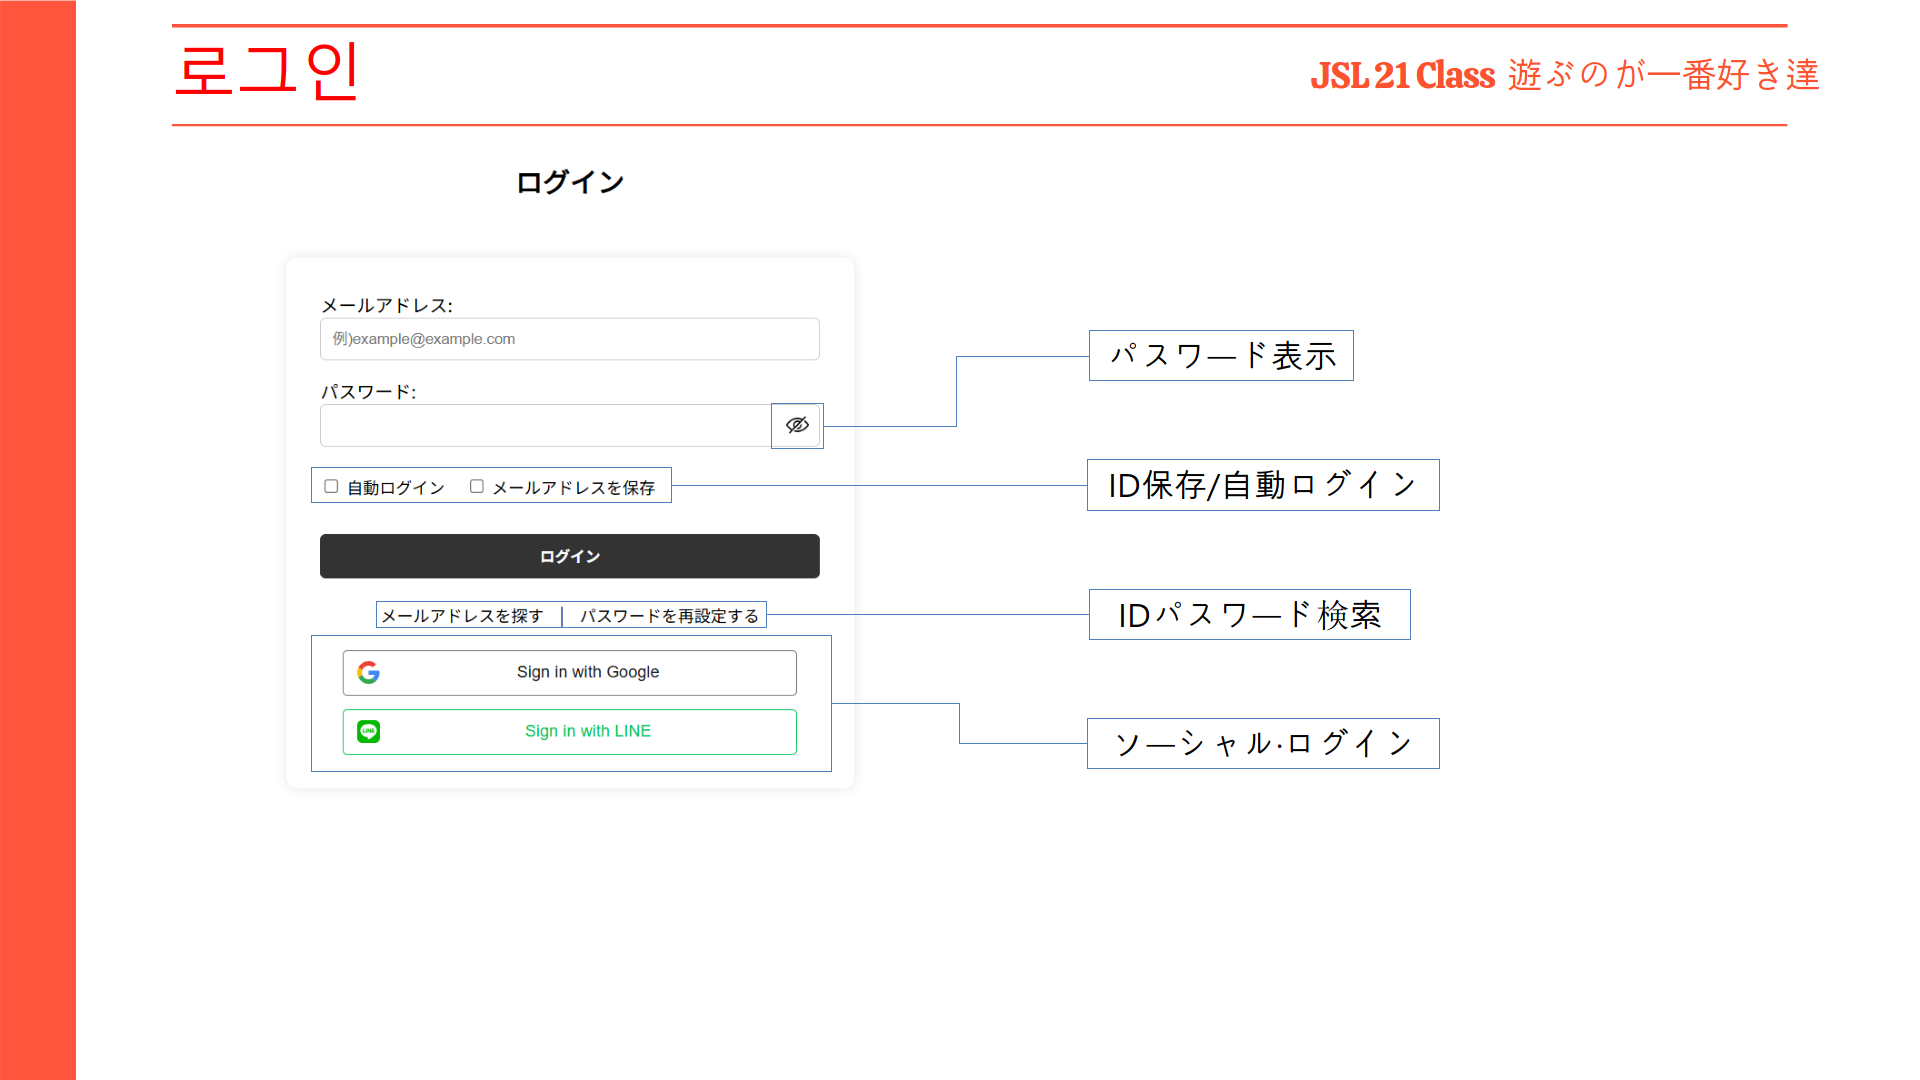 로그인
JSL 21 Class 遊ぶのが一番好き達
ログイン
メールアドレス:
例)example@example.com
パスワード:
自動ログイン メールアドレスを保存
ログイン
メールアドレスを探す | パスワードを再設定する
Sign in with Google
LINE
Sign in with LINE
パスワード表示
ID保存/自動ログイン
IDパスワード検索
ソーシャル·ログイン